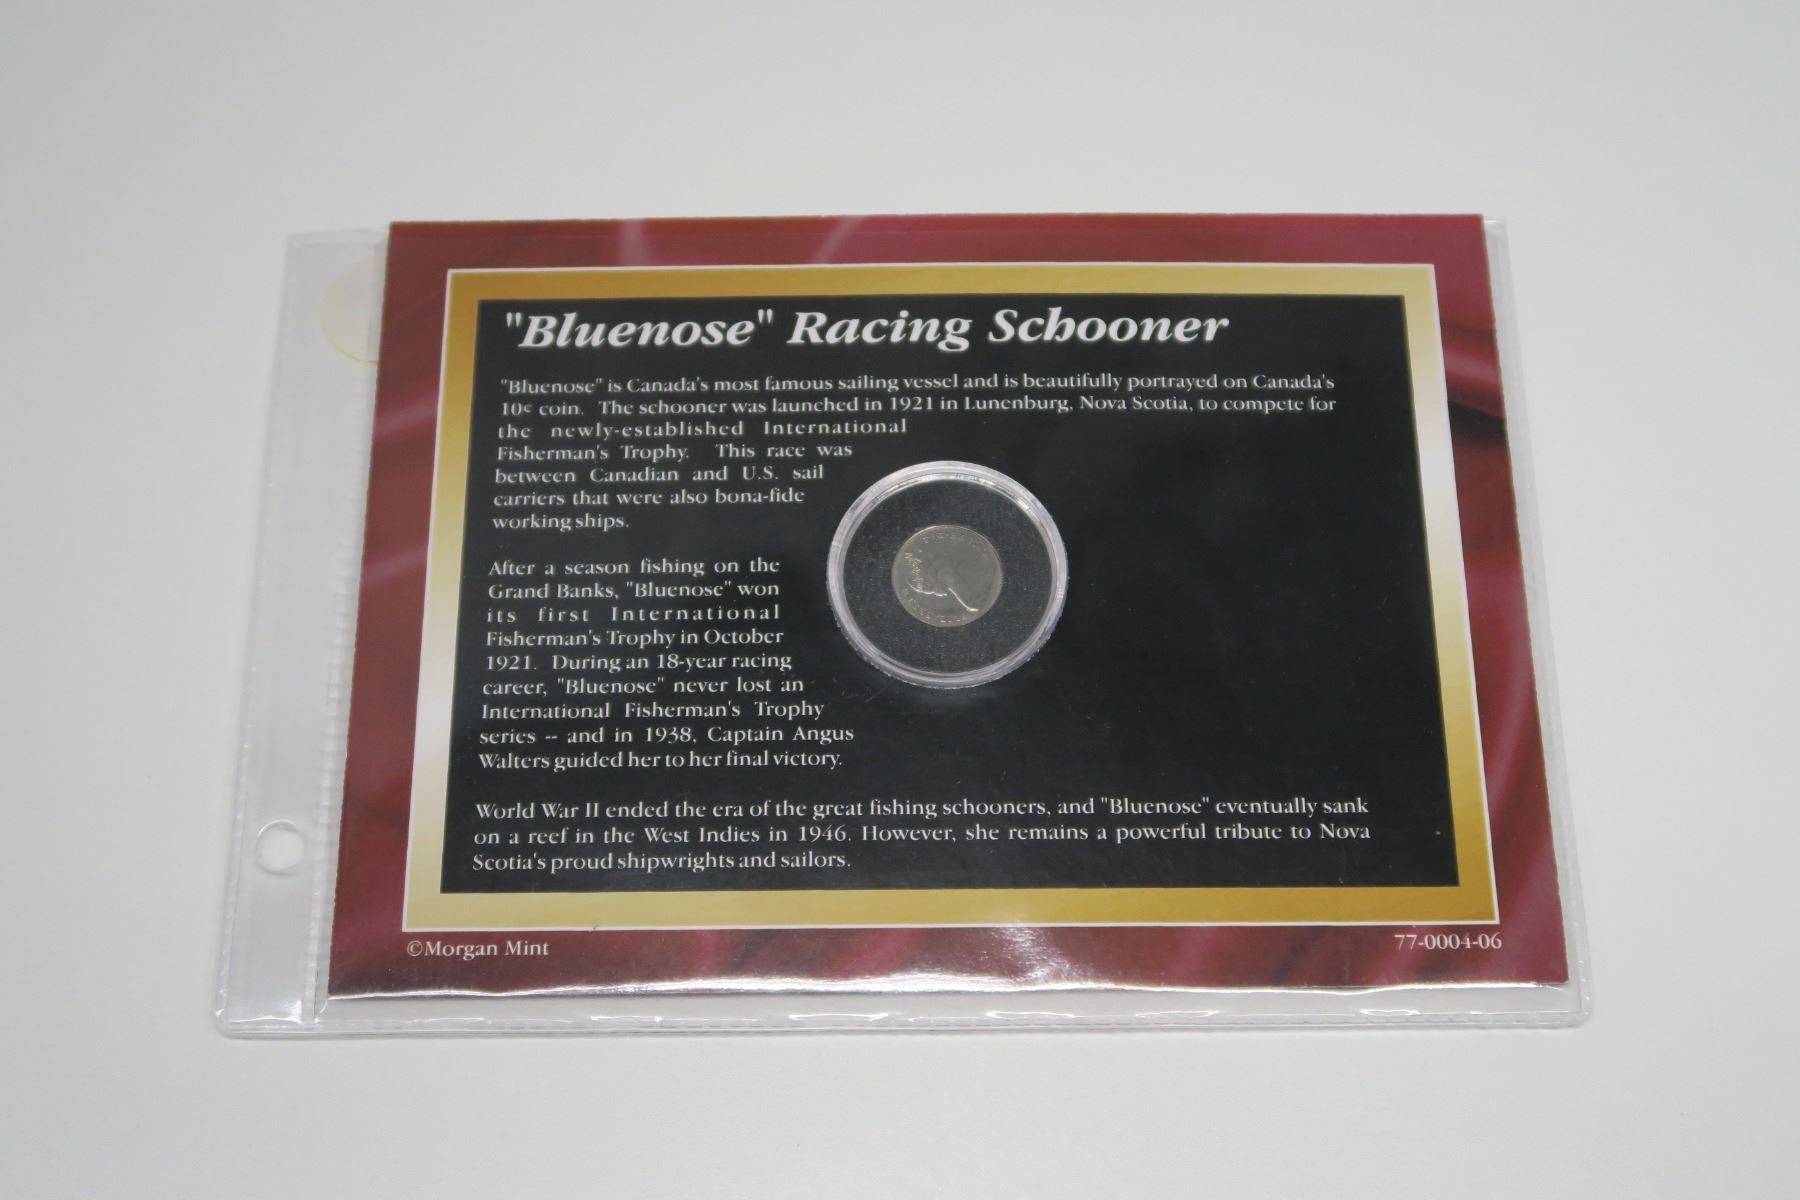 "Bluenose" Racing Schooner
"Bluenose" is Canada's most famous sailing vessel and is beautifully portrayed on Canada's
10¢ coin. The schooner was launched in 1921 in Lunenburg, Nova Scotia, to compete for
the newly-established International
Fisherman's Trophy. This race was
between Canadian and U.S. sail
carriers that were also bona-fide
working ships.
After a season fishing on the
Grand Banks, "Bluenose" won
its first International
Fisherman's Trophy in October
1921. During an 18-year racing
career, "Bluenose" never lost an
International Fisherman's Trophy
series -- and in 1938, Captain Angus
Walters guided her to her final victory.
World War II ended the era of the great fishing schooners, and "Bluenose" eventually sank
on a reef in the West Indies in 1946. However, she remains a powerful tribute to Nova
Scotia's proud shipwrights and sailors.
©Morgan Mint
77-0004-06